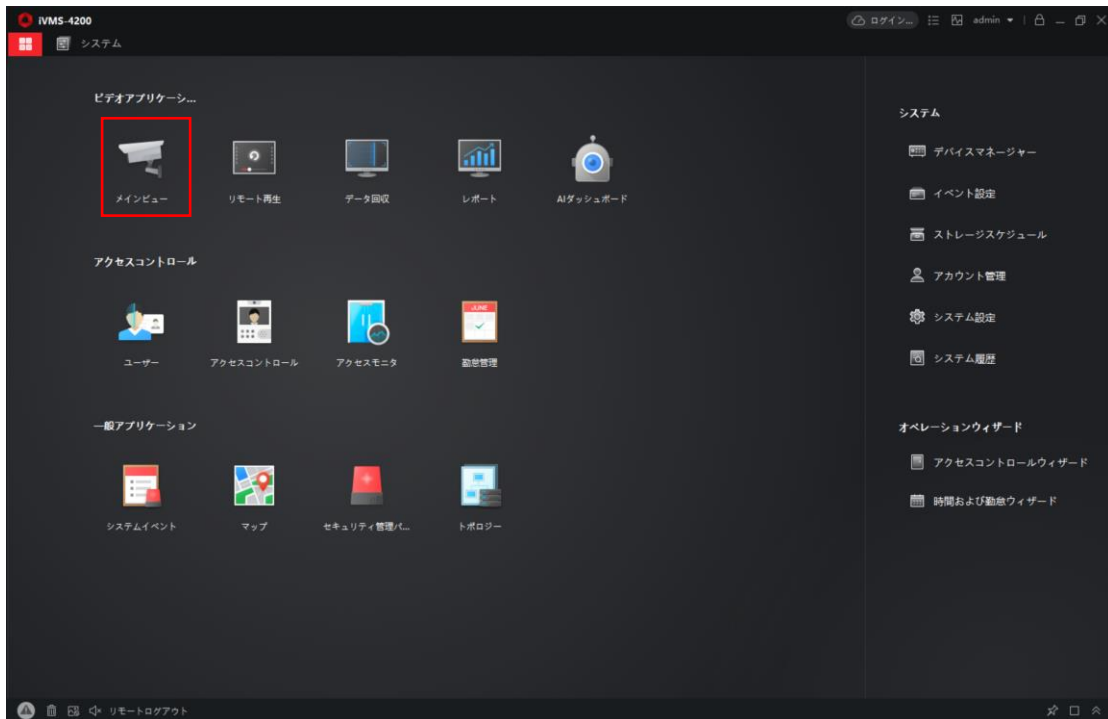 iVMS-4200
ログイン...
admin
システム
ビデオアプリケーシ...
メインビュー
リモート再生
データ回収
レポート
AIダッシュボード
アクセスコントロール
JUNE
ユーザー
アクセスコントロール
アクセスモニタ
勤怠管理
一般アプリケーション
システムイベント
マップ
セキュリティ管理パ...
トポロジー
システム
デバイスマネージャー
イベント設定
ストレージスケジュール
アカウント管理
システム設定
システム履歴
オペレーションウィザード
アクセスコントロールウィザード
時間および勤怠ウィザード
リモートログアウト